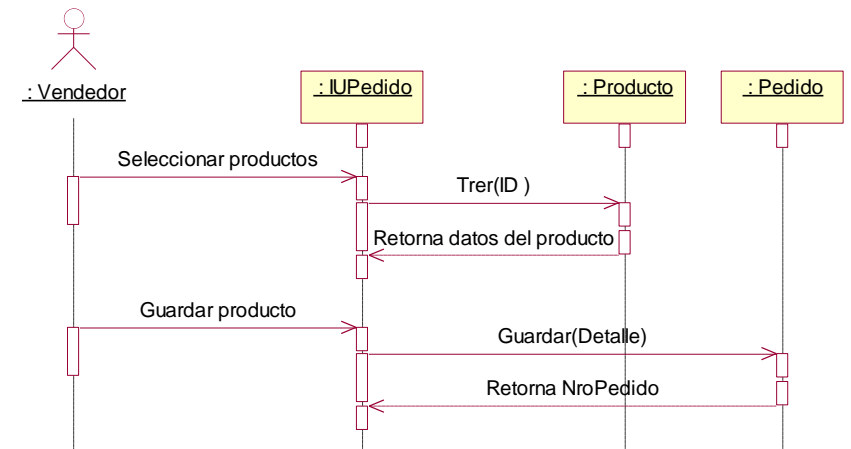 : Vendedor
: IUPedido
: Producto
: Pedido
Seleccionar productos
Trer(ID )
Retorna datos del producto
Guardar producto
Guardar(Detalle)
Retorna NroPedido